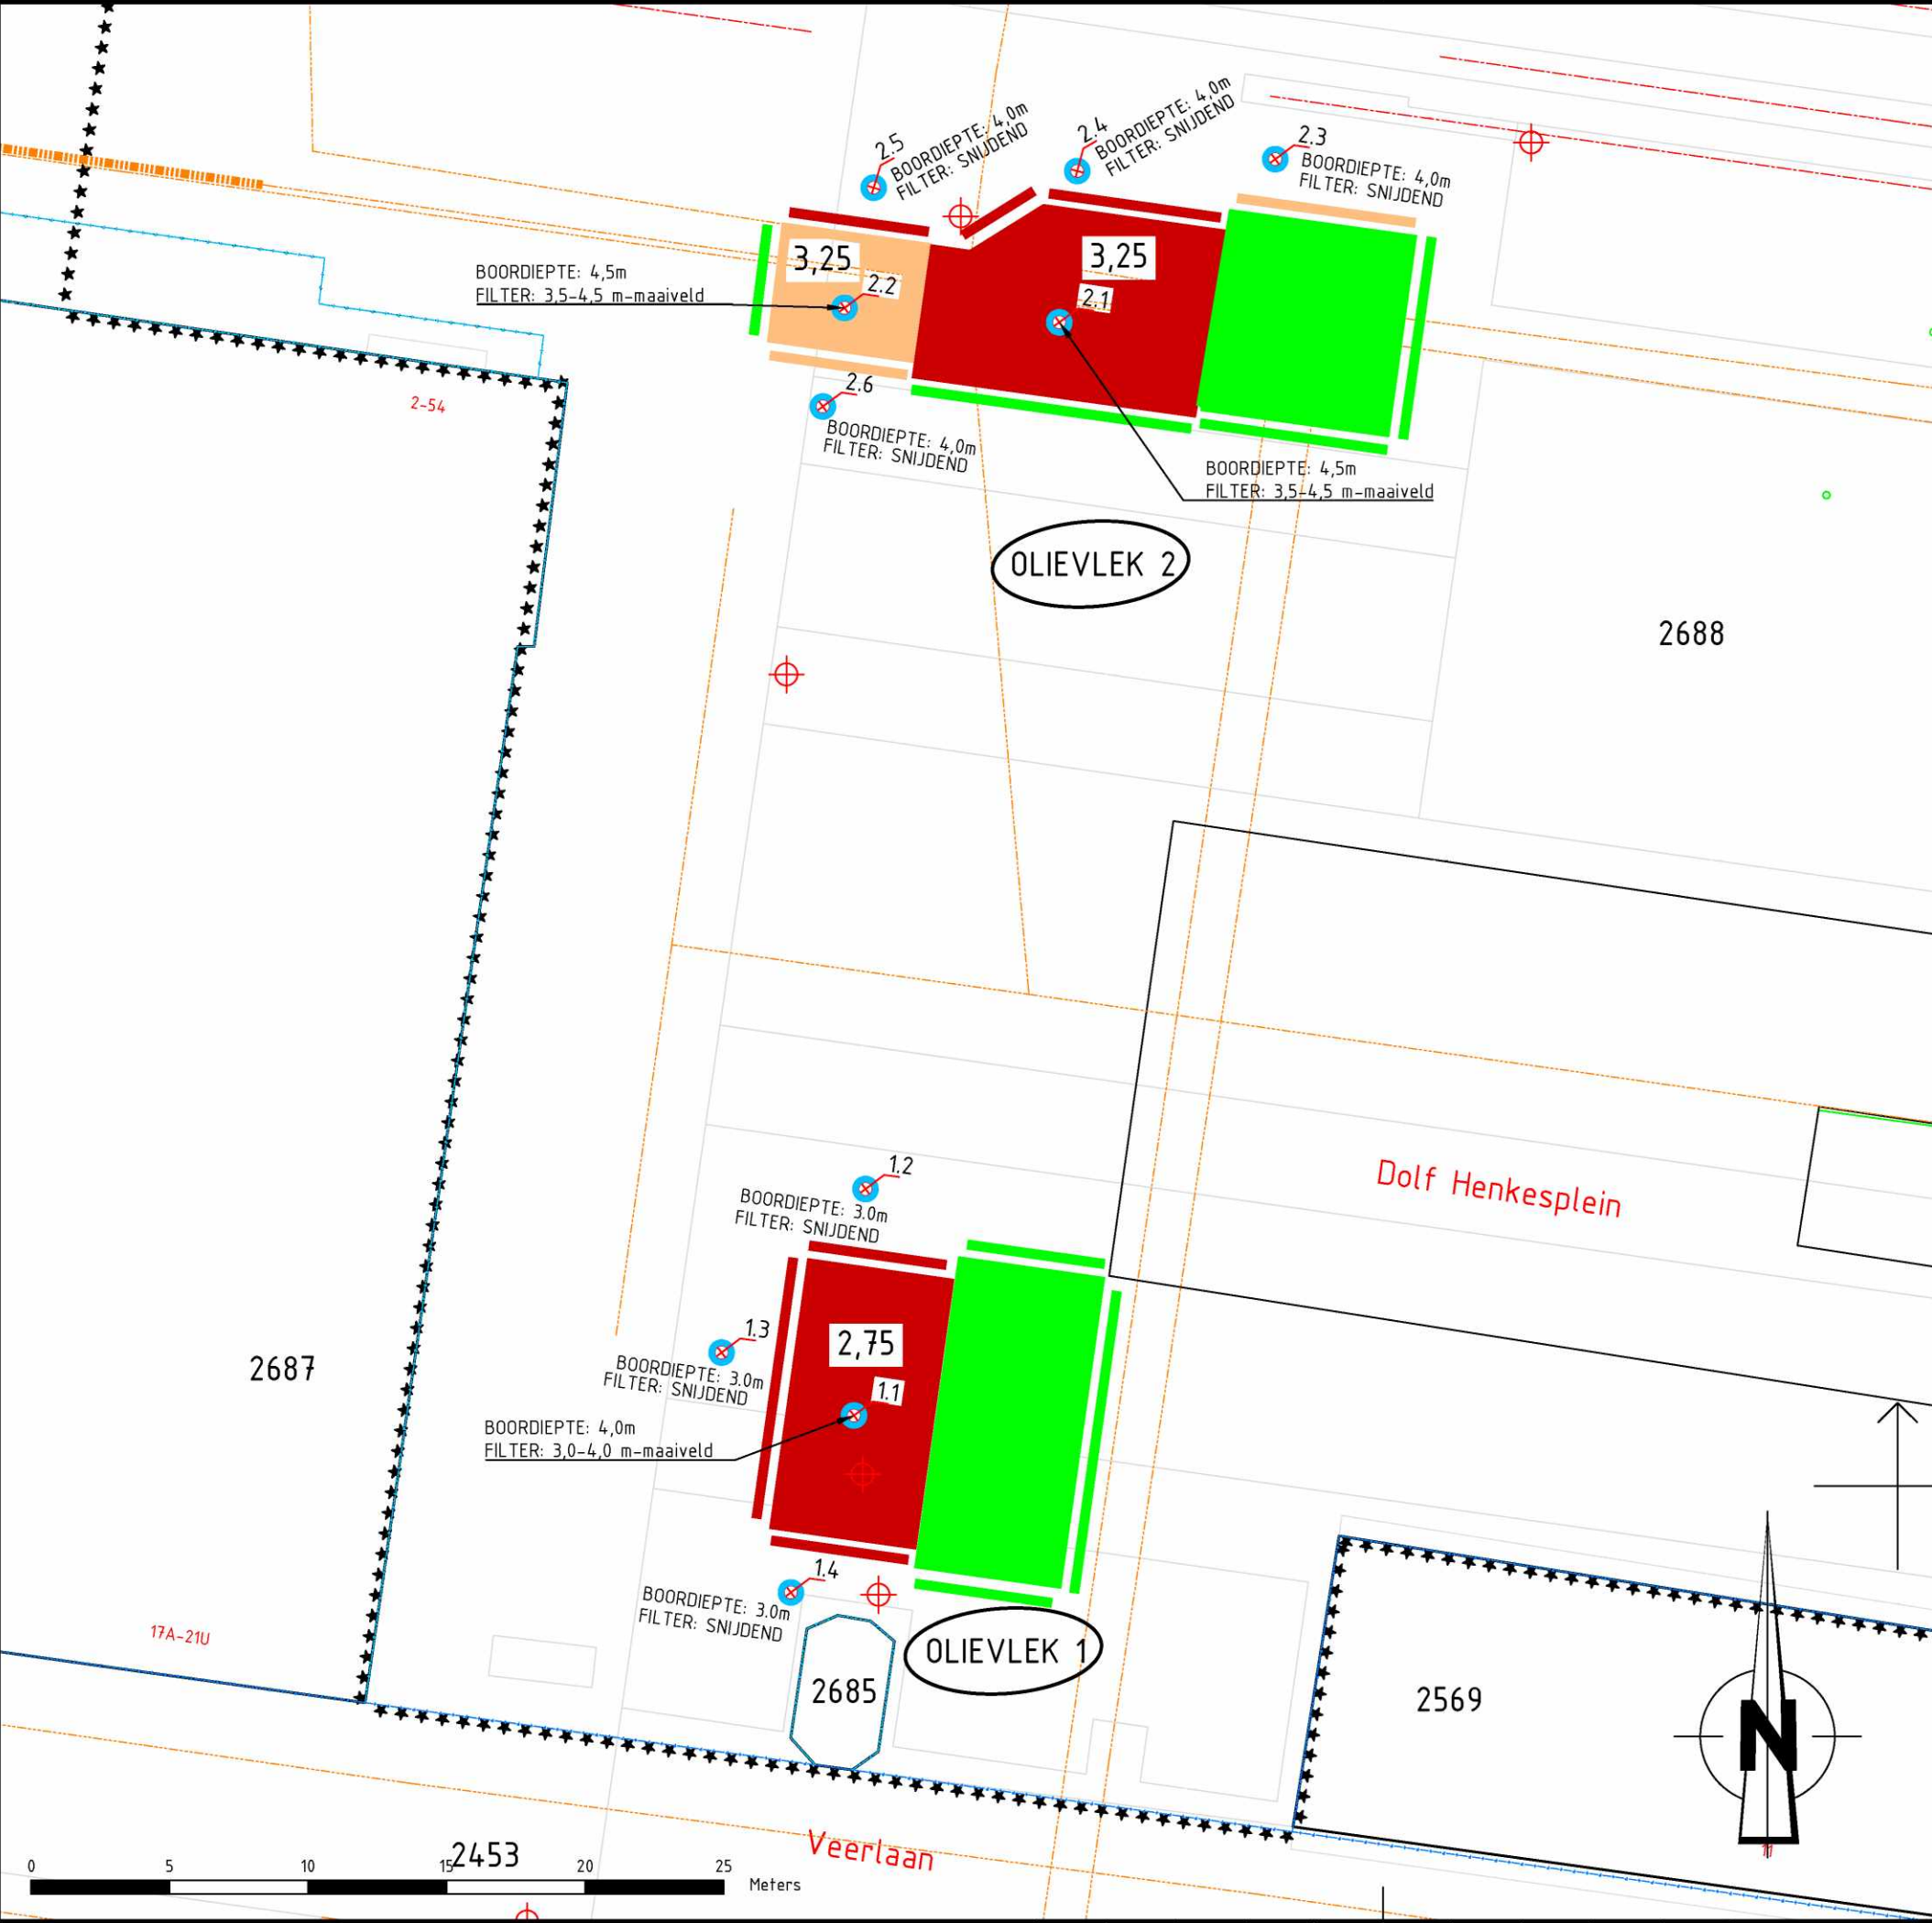 2.5
BOORDIEPTE: 4,0m
FILTER: SNIJDEND
2.4
BOORDIEPTE: 4,0m
FILTER: SNIJDEND
2.3
BOORDIEPTE: 4,0m
FILTER: SNIJDEND
3,25
3,25
BOORDIEPTE: 4,5m
FILTER: 3,5-4,5 m-maaiveld
2.2
2.1
2.6
BOORDIEPTE: 4,0m
FILTER: SNIJDEND
2-54
BOORDIEPTE: 4,5m
FILTER: 3,5-4,5 m-maaiveld
OLIEVLEK 2
2688
1.2
BOORDIEPTE: 3.0m
FILTER: SNIJDEND
Dolf Henkesplein
1.3
BOORDIEPTE: 3.0m
FILTER: SNIJDEND
2,75
1.1
2687
BOORDIEPTE: 4,0m
FILTER: 3,0-4,0 m-maaiveld
1.4
BOORDIEPTE: 3.0m
FILTER: SNIJDEND
17A-21U
OLIEVLEK 1
2685
2569
N
11
2453
Veerlaan
0 5 10 15 20 25
Meters